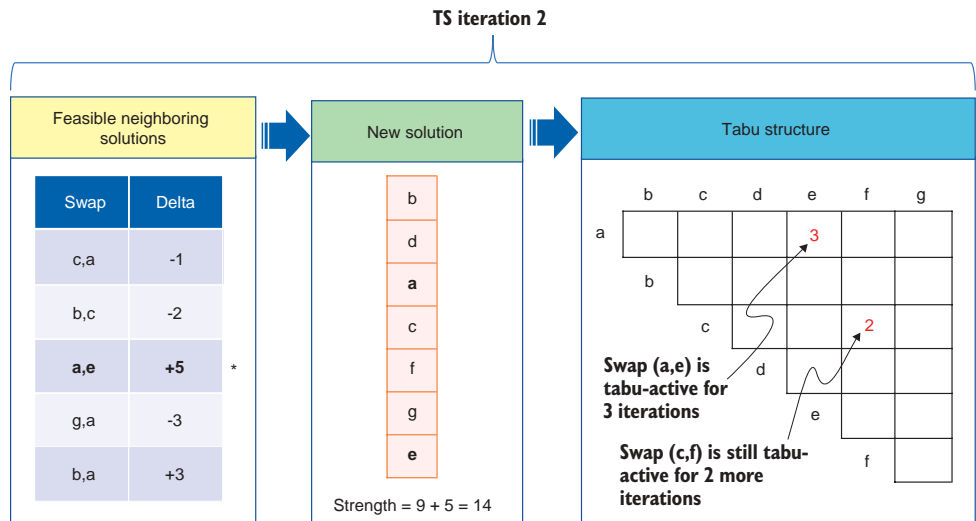 TS iteration 2
Feasible neighboring
solutions
Swap Delta
c,a -1
b,c -2
a,e +5 *
g,a -3
b,a +3
New solution
b
d
a
c
f
g
e
Strength = 9 + 5 = 14
Tabu structure
b c d e f g
a 3
b
c 2
d
e
f
Swap (a,e) is
tabu-active for
3 iterations
Swap (c,f) is still tabu-
active for 2 more
iterations